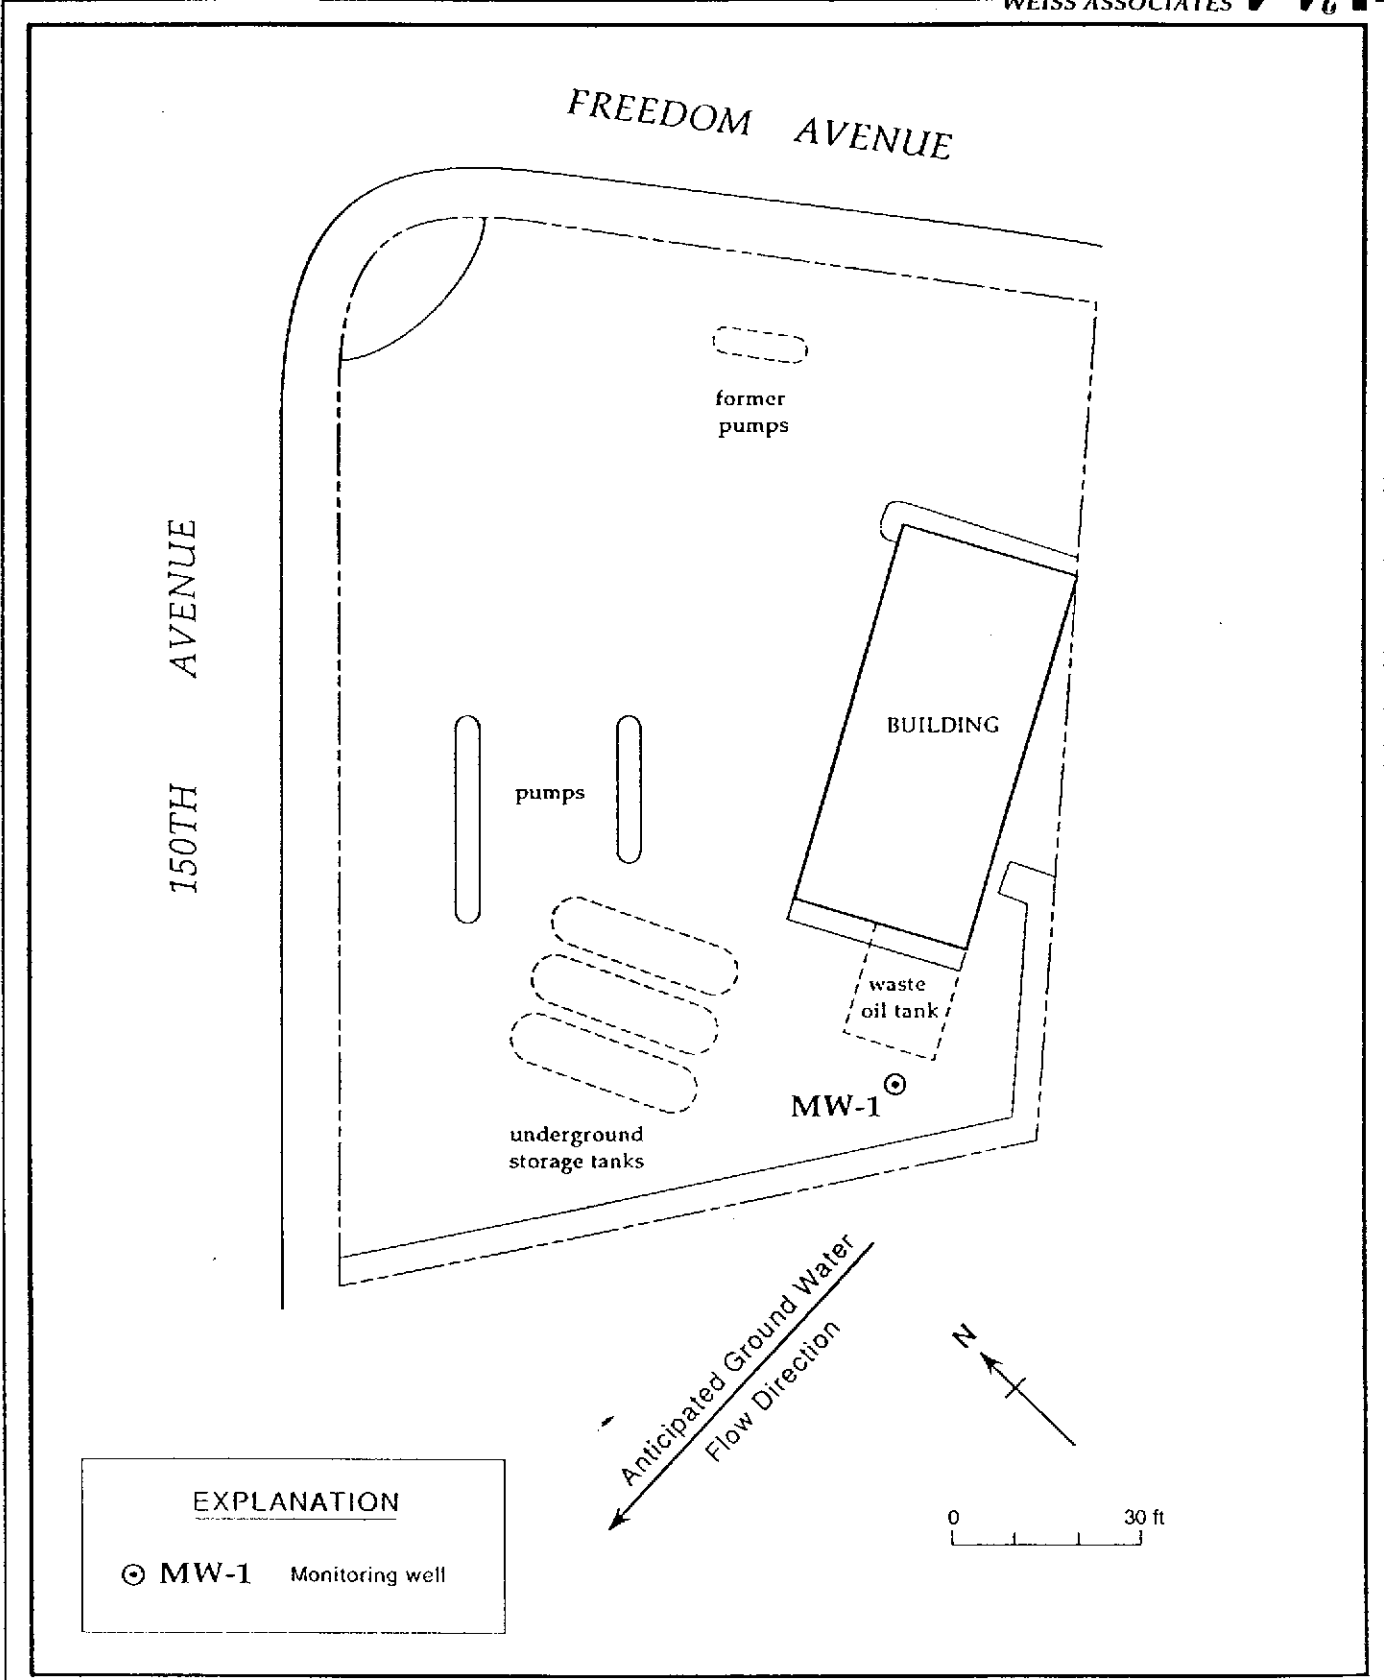 WEISS ASSOCIATES
FREEDOM AVENUE
former
pumps
150TH AVENUE
BUILDING
pumps
waste
oil tank
MW-1
underground
storage tanks
Anticipated Ground Water
Flow Direction
N
EXPLANATION
MW-1 Monitoring well
0 30 ft